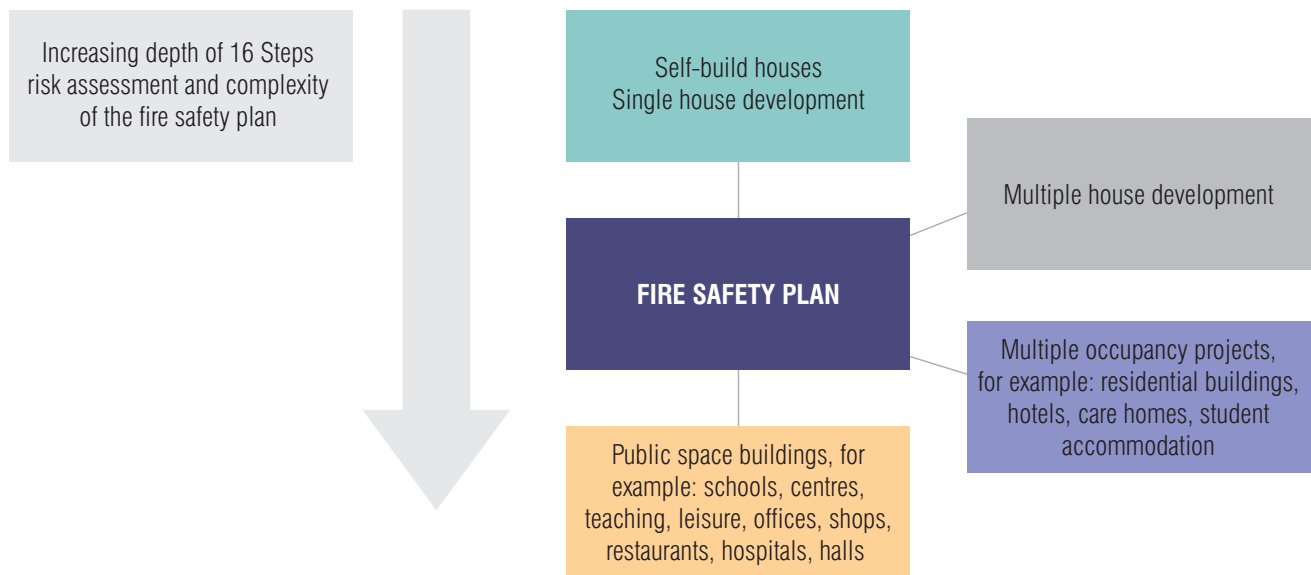 Increasing depth of 16 Steps
risk assessment and complexity
of the fire safety plan
Self-build houses
Single house development
Multiple house development
FIRE SAFETY PLAN
Multiple occupancy projects,
for example: residential buildings,
hotels, care homes, student
accommodation
Public space buildings, for
example: schools, centres,
teaching, leisure, offices, shops,
restaurants, hospitals, halls